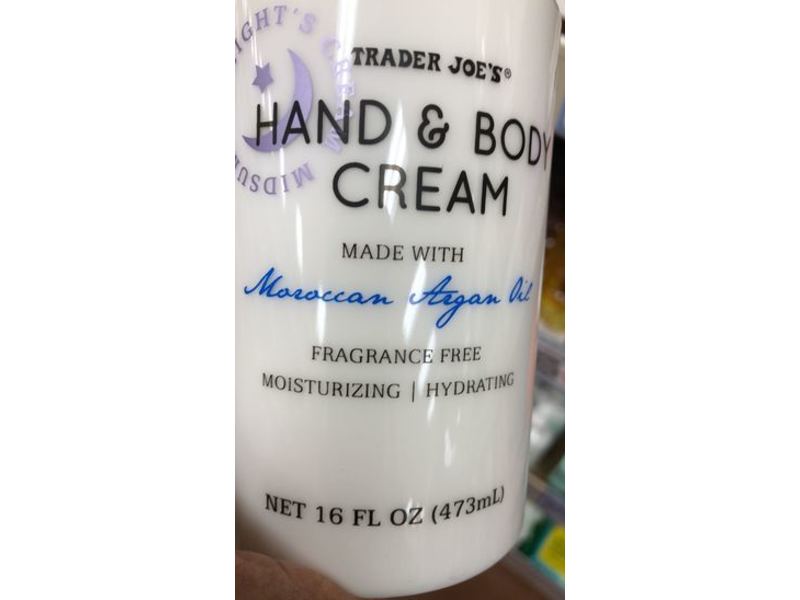 TRADER JOE'S®
HAND & BODY
CREAM
MADE WITH
Moroccan Argan Oil
FRAGRANCE FREE
MOISTURIZING | HYDRATING
NET 16 FL OZ (473mL)
CREAM